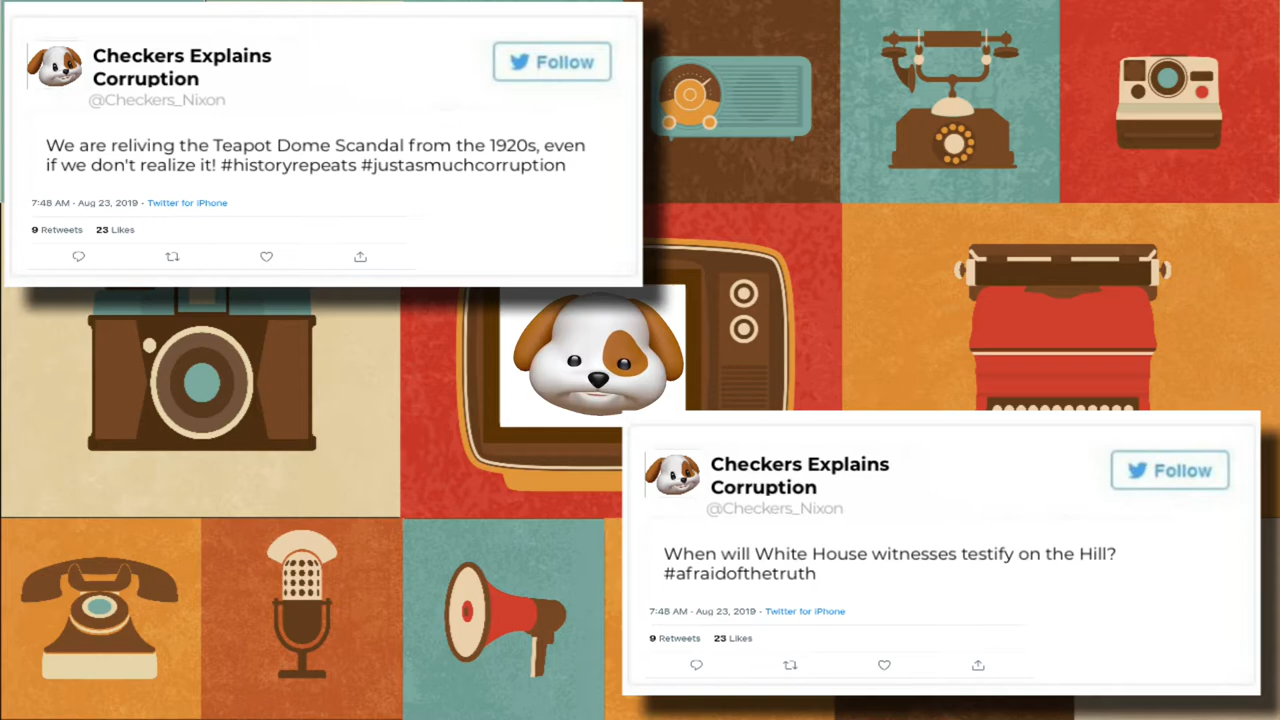 Checkers Explains
Corruption
@Checkers_Nixon
Follow
We are reliving the Teapot Dome Scandal from the 1920s, even
if we don't realize it! #historyrepeats #justasmuchcorruption
7:48 AM - Aug 23, 2019 - Twitter for iPhone
9 Retweets 23 Likes
Checkers Explains
Corruption
@Checkers_Nixon
Follow
When will White House witnesses testify on the Hill?
#afraidofthetruth
7:48 AM - Aug 23, 2019 - Twitter for iPhone
9 Retweets 23 Likes